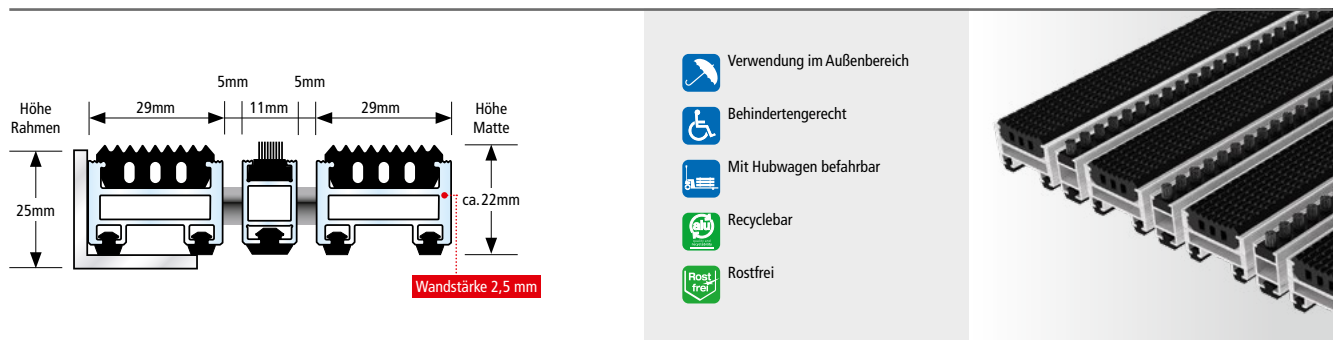 5mm
5mm
Höhe
Rahmen
29mm
11mm
29mm
Höhe
Matte
25mm
ca. 22mm
Wandstärke 2,5 mm
Verwendung im Außenbereich
Behindertengerecht
Mit Hubwagen befahrbar
alu
Recyclebar
Rost
frei
Rostfrei